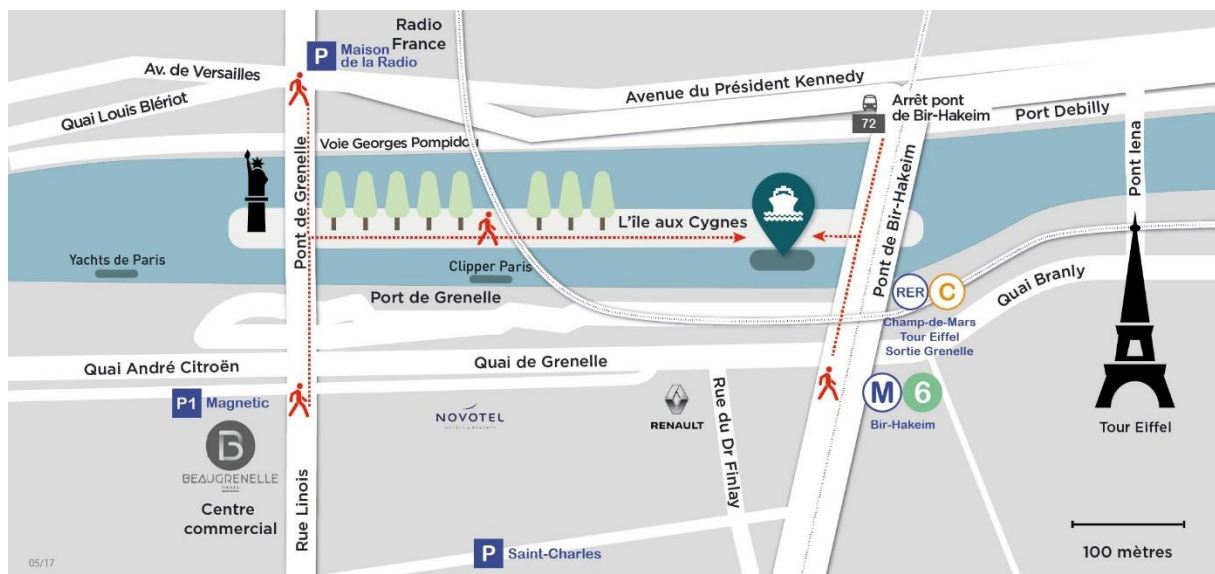 Radio
France
P
Maison
de la Radio
Av. de Versailles
Quai Louis Blériot
Avenue du Président Kennedy
72
Arrêt pont
de Bir-Hakeim
Port Debilly
Voie Georges Pompidou
Pont de Grenelle
L'île aux Cygnes
Pont de Bir-Hakeim
Pont Iena
Yachts de Paris
Clipper Paris
Port de Grenelle
RER C
Champ-de-Mars
Tour Eiffel
Sortie Grenelle
Quai Branly
Quai André Citroën
Quai de Grenelle
P1 Magnetic
NOVOTEL
HOTELS & RESORTS
RENAULT
Rue du Dr Finlay
M 6
Bir-Hakeim
Tour Eiffel
B
BEAUGRENELLE
PARIS
Centre
commercial
Rue Linois
P Saint-Charles
100 mètres
05/17